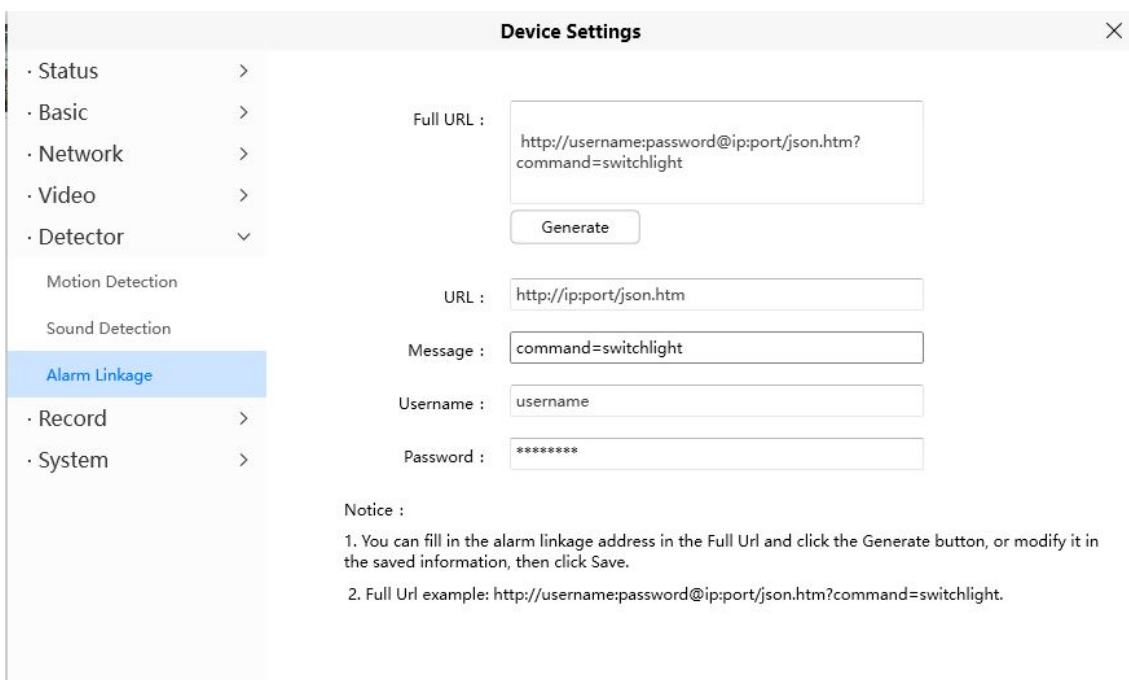 Device Settings
· Status
· Basic
· Network
· Video
· Detector
Motion Detection
Sound Detection
Alarm Linkage
· Record
· System
Full URL :
http://username:password@ip:port/json.htm?
command=switchlight
Generate
URL :
http://ip:port/json.htm
Message :
command=switchlight
Username :
username
Password :
********
Notice :
1. You can fill in the alarm linkage address in the Full Url and click the Generate button, or modify it in
the saved information, then click Save.
2. Full Url example: http://username:password@ip:port/json.htm?command=switchlight.